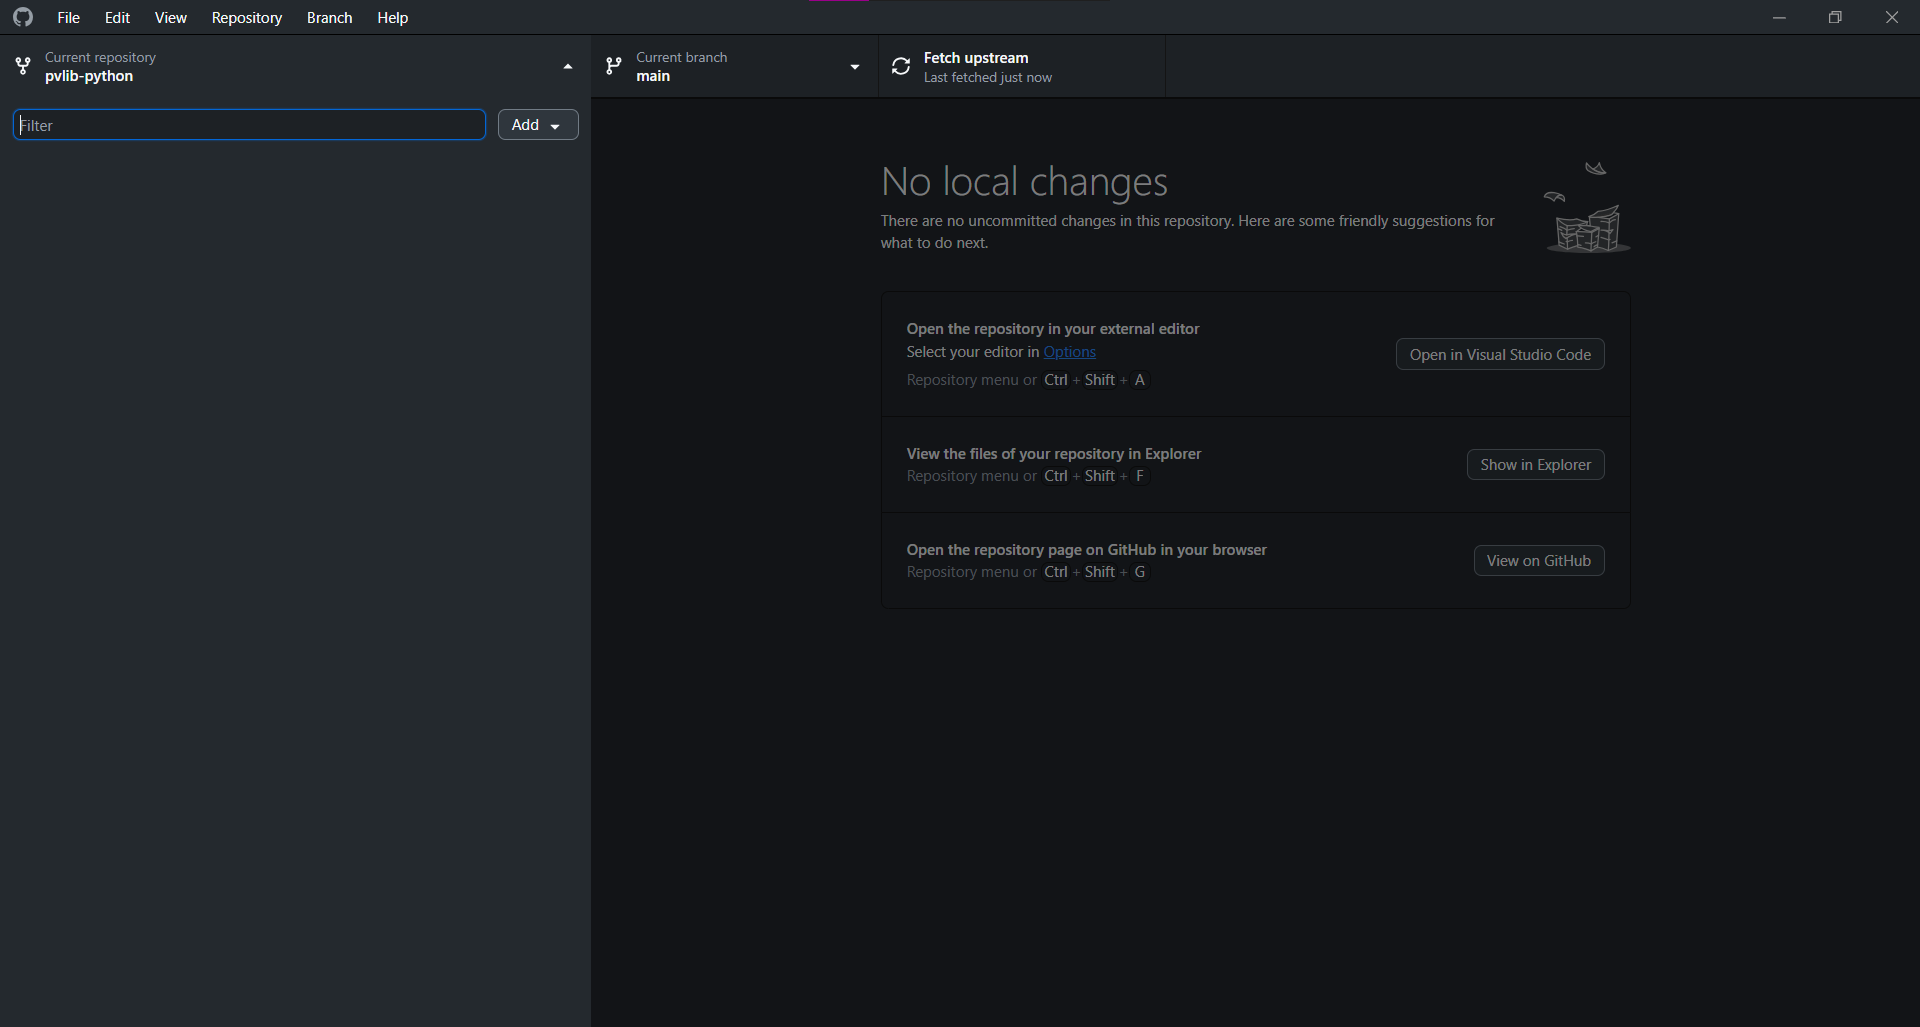 File Edit View Repository Branch Help
Current repository
pvlib-python
Current branch
main
Fetch upstream
Last fetched just now
Filter
Add
No local changes
There are no uncommitted changes in this repository. Here are some friendly suggestions for
what to do next.
Open the repository in your external editor
Select your editor in Options
Repository menu or Ctrl + Shift + A
Open in Visual Studio Code
View the files of your repository in Explorer
Repository menu or Ctrl + Shift + F
Show in Explorer
Open the repository page on GitHub in your browser
Repository menu or Ctrl + Shift + G
View on GitHub